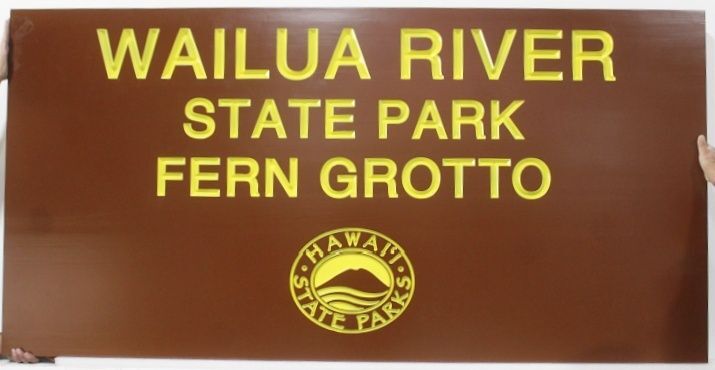 WAILUA RIVER
STATE PARK
FERN GROTTO
HAWAI'I
STATE PARKS